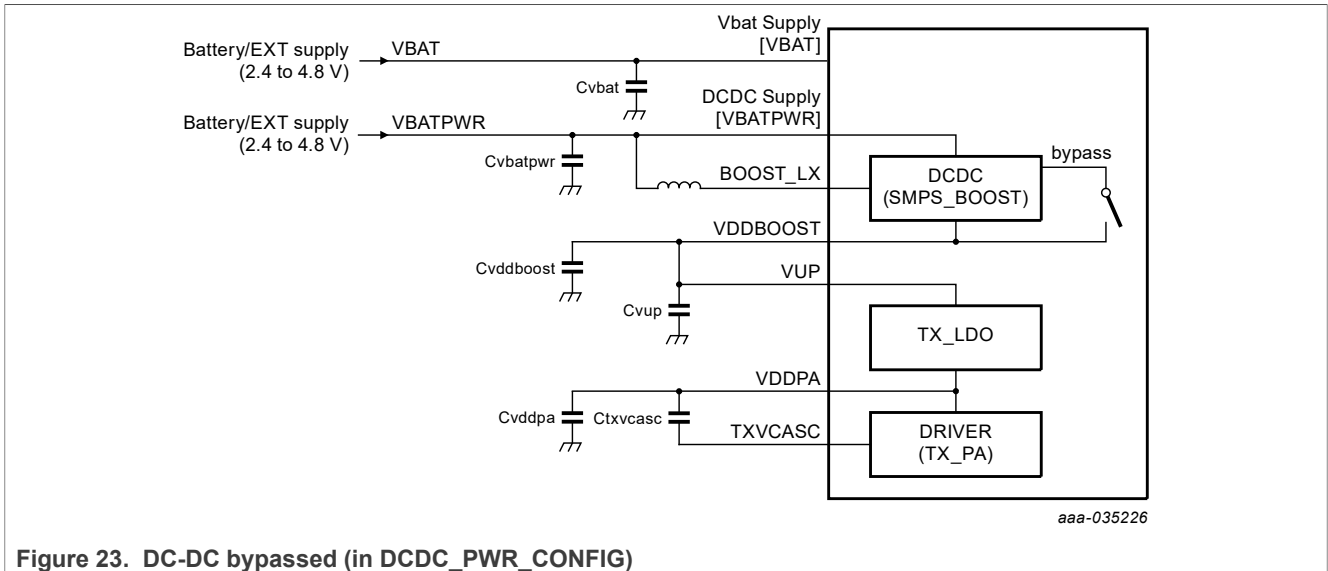 Vbat Supply
[VBAT]
Battery/EXT supply
(2.4 to 4.8 V)
VBAT
Cvbat
DCDC Supply
[VBATPWR]
Battery/EXT supply
(2.4 to 4.8 V)
VBATPWR
Cvbatpwr
BOOST_LX
DCDC
(SMPS_BOOST)
bypass
VDDBOOST
Cvddboost
VUP
Cvup
TX_LDO
VDDPA
Cvddpa
Ctxvcasc
TXVCASC
DRIVER
(TX_PA)
aaa-035226
Figure 23. DC-DC bypassed (in DCDC_PWR_CONFIG)